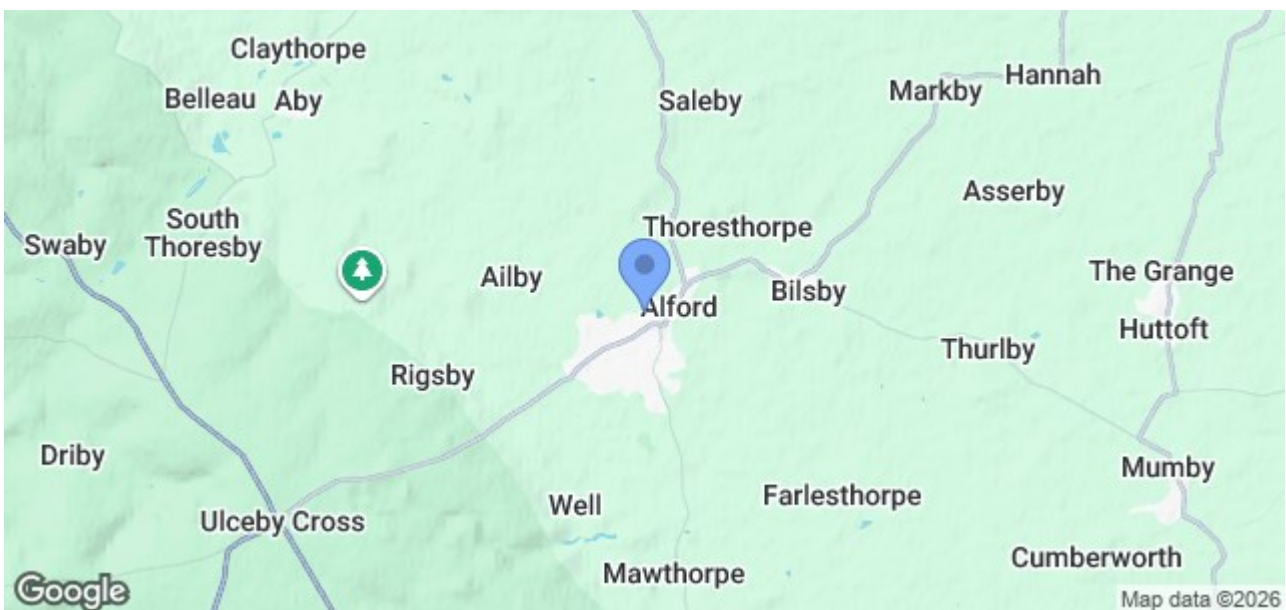 Claythorpe
Hannah
Belleau
Aby
Saleby
Markby
Asserby
South
Thoresby
Thoresthorpe
Swaby
Ailby
The Grange
Bilsby
Alford
Huttoft
Thurlby
Rigsby
Driby
Mumby
Well
Farlesthorpe
Ulceby Cross
Cumberworth
Mawthorpe
Google
Map data ©2026